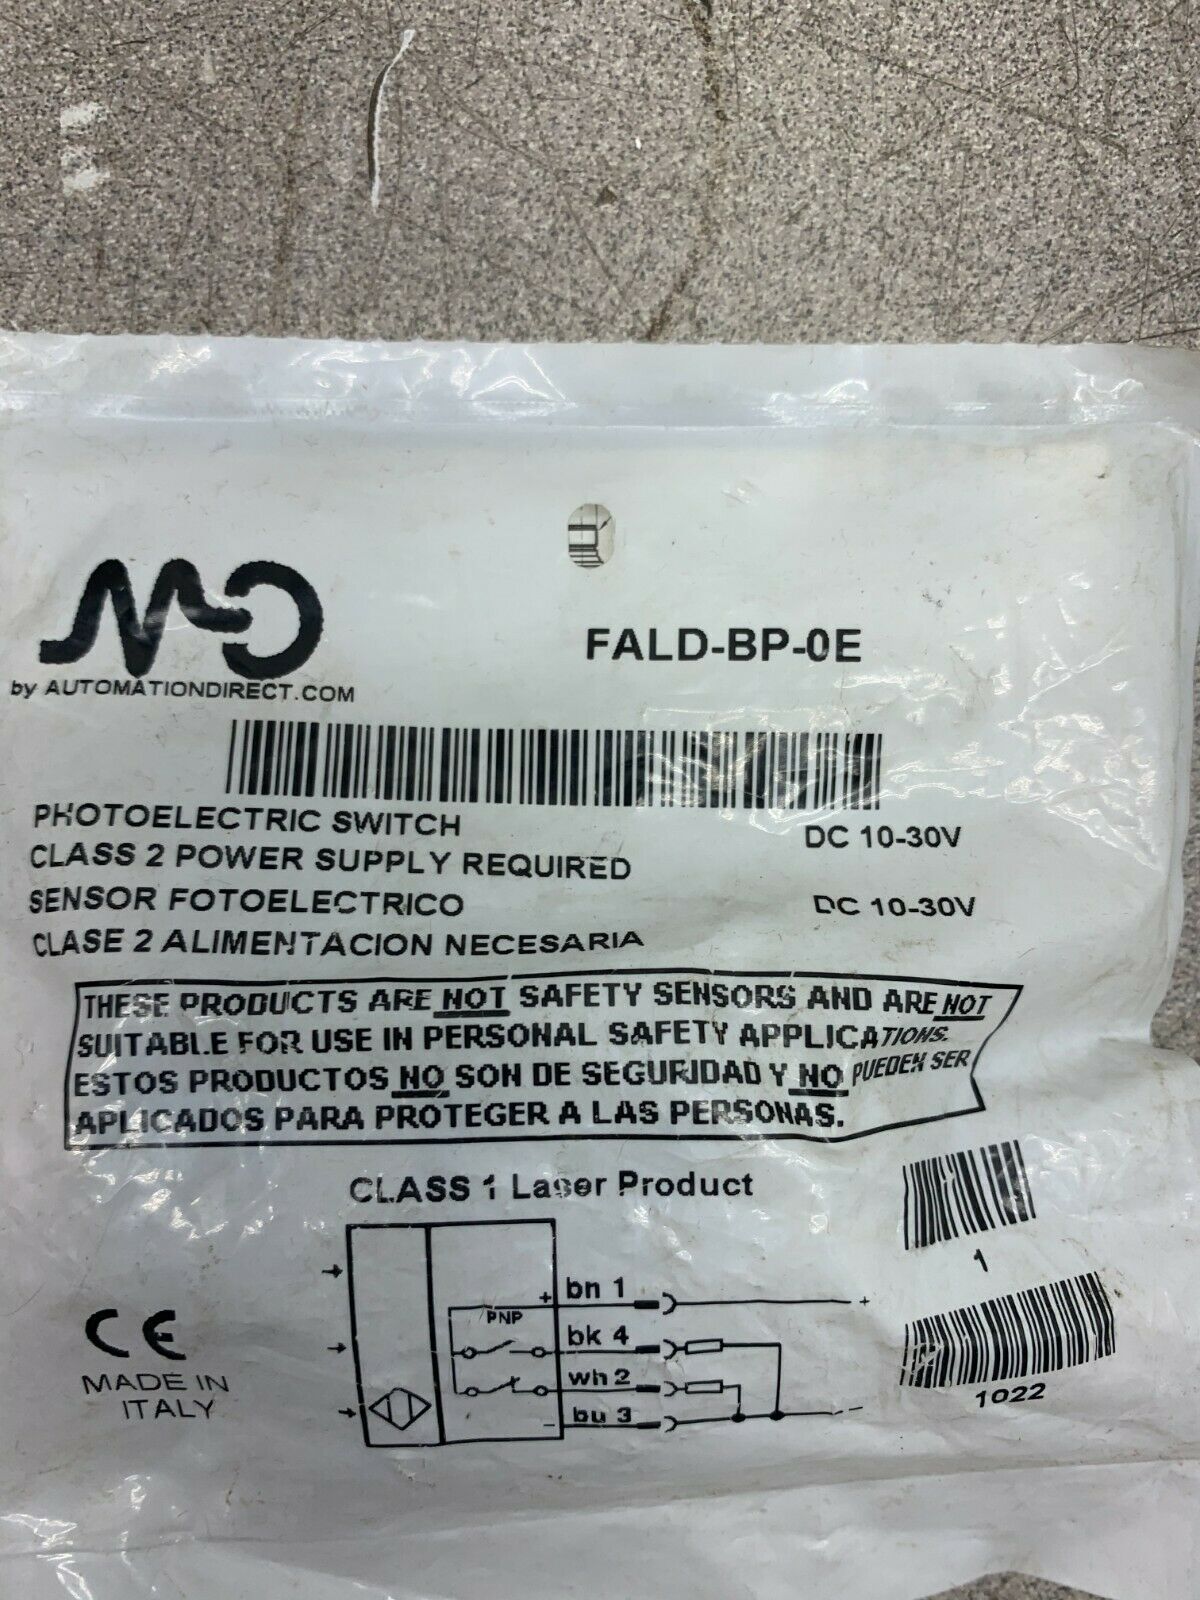 FALD-BP-0E
by AUTOMATIONDIRECT.COM
PHOTOELECTRIC SWITCH DC 10-30V
CLASS 2 POWER SUPPLY REQUIRED
SENSOR FOTOELECTRICO DC 10-30V
CLASE 2 ALIMENTACION NECESARIA
THESE PRODUCTS ARE NOT SAFETY SENSORS AND ARE NOT
SUITABLE FOR USE IN PERSONAL SAFETY APPLICATIONS.
ESTOS PRODUCTOS NO SON DE SEGURIDAD Y NO PUEDEN SER
APLICADOS PARA PROTEGER A LAS PERSONAS.
CLASS 1 Laser Product
1
+ bn 1 +
PNP
bk 4
wh 2
- bu 3 -
CE
MADE IN
ITALY
1022